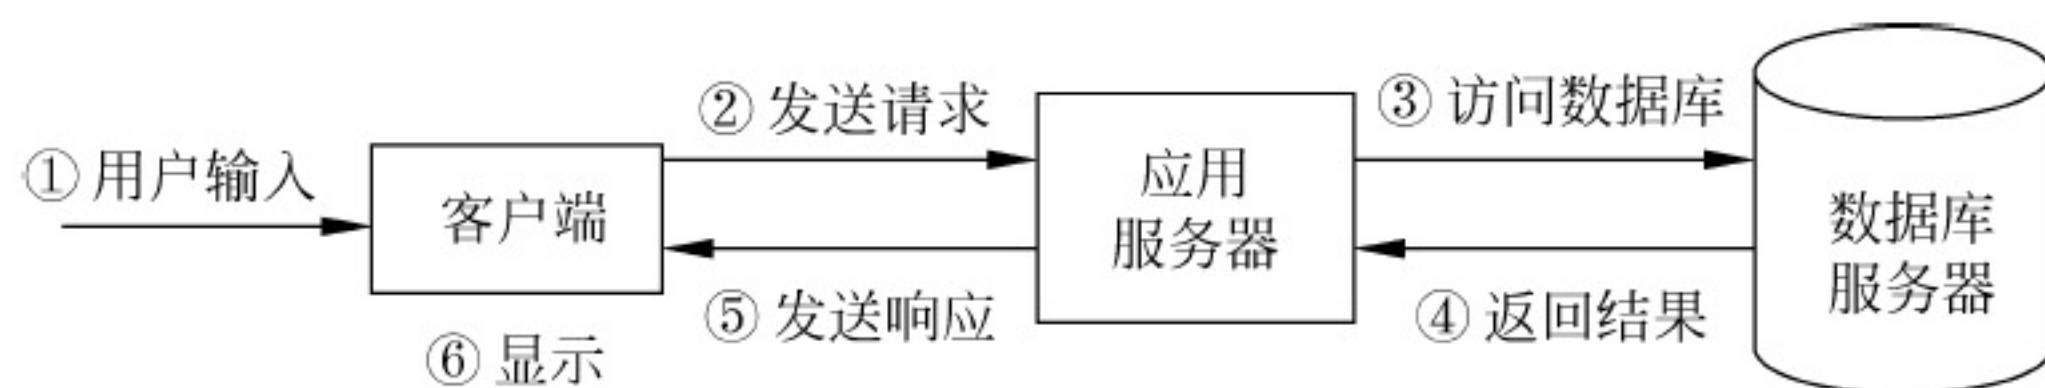 ① 用户输入
客户端
② 发送请求
⑤ 发送响应
⑥ 显示
应用
服务器
③ 访问数据库
④ 返回结果
数据库
服务器